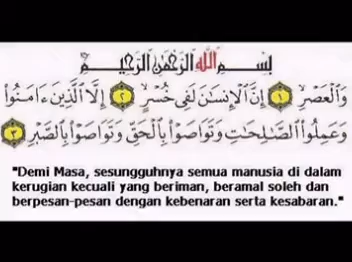 بِسْمِ اللَّهِ الرَّحْمَٰنِ الرَّحِيمِ
وَالْعَصْرِ ١ إِنَّ الْإِنسَانَ لَفِي خُسْرٍ ٢ إِلَّا الَّذِينَ ءَامَنُوا
وَعَمِلُوا الصَّالِحَاتِ وَتَوَاصَوْا بِالْحَقِّ وَتَوَاصَوْا بِالصَّبْرِ ٣
"Demi Masa, sesungguhnya semua manusia di dalam
kerugian kecuali yang beriman, beramal soleh dan
berpesan-pesan dengan kebenaran serta kesabaran."